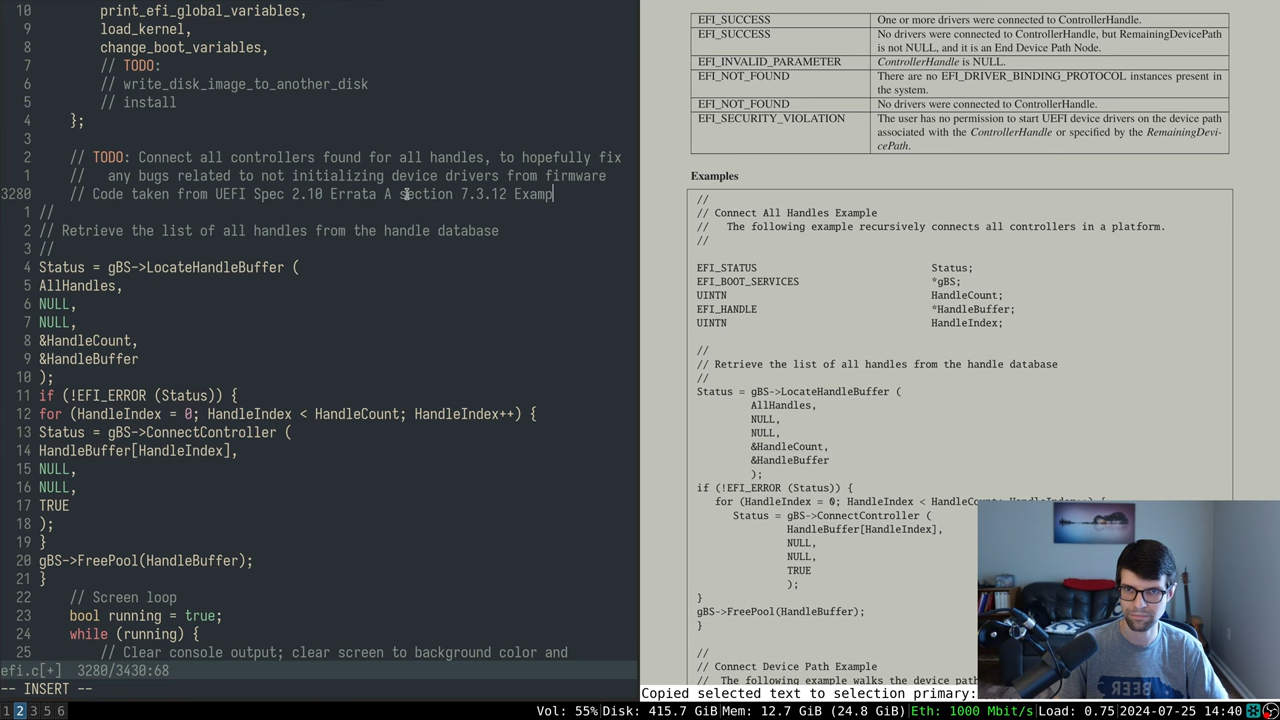 10 print_efi_global_variables,
9 load_kernel,
8 change_boot_variables,
7 // TODO:
6 // write_disk_image_to_another_disk
5 // install
4 };
3
2 // TODO: Connect all controllers found for all handles, to hopefully fix
1 // any bugs related to not initializing device drivers from firmware
3280 // Code taken from UEFI Spec 2.10 Errata A section 7.3.12 Examp
1 //
2 // Retrieve the list of all handles from the handle database
3 //
4 Status = gBS->LocateHandleBuffer (
5 AllHandles,
6 NULL,
7 NULL,
8 &HandleCount,
9 &HandleBuffer
10 );
11 if (!EFI_ERROR (Status)) {
12 for (HandleIndex = 0; HandleIndex < HandleCount; HandleIndex++) {
13 Status = gBS->ConnectController (
14 HandleBuffer[HandleIndex],
15 NULL,
16 NULL,
17 TRUE
18 );
19 }
20 gBS->FreePool(HandleBuffer);
21 }
22 // Screen loop
23 bool running = true;
24 while (running) {
25 // Clear console output; clear screen to background color and
efi.c[+] 3280/3430:68
-- INSERT --
EFI_SUCCESS One or more drivers were connected to ControllerHandle.
EFI_SUCCESS No drivers were connected to ControllerHandle, but RemainingDevicePath
is not NULL, and it is an End Device Path Node.
EFI_INVALID_PARAMETER ControllerHandle is NULL.
EFI_NOT_FOUND There are no EFI_DRIVER_BINDING_PROTOCOL instances present in
the system.
EFI_NOT_FOUND No drivers were connected to ControllerHandle.
EFI_SECURITY_VIOLATION The user has no permission to start UEFI device drivers on the device path
associated with the ControllerHandle or specified by the RemainingDevi-
cePath.
Examples
//
// Connect All Handles Example
// The following example recursively connects all controllers in a platform.
//
EFI_STATUS Status;
EFI_BOOT_SERVICES *gBS;
UINTN HandleCount;
EFI_HANDLE *HandleBuffer;
UINTN HandleIndex;
//
// Retrieve the list of all handles from the handle database
//
Status = gBS->LocateHandleBuffer (
AllHandles,
NULL,
NULL,
&HandleCount,
&HandleBuffer
);
if (!EFI_ERROR (Status)) {
for (HandleIndex = 0; HandleIndex < HandleCount; HandleIndex++) {
Status = gBS->ConnectController (
HandleBuffer[HandleIndex],
NULL,
NULL,
TRUE
);
}
gBS->FreePool(HandleBuffer);
}
//
// Connect Device Path Example
// The following example walks the device path
Copied selected text to selection primary:
BEER
1 2 3 5 6
Vol: 55% Disk: 415.7 GiB Mem: 12.7 GiB (24.8 GiB) Eth: 1000 Mbit/s Load: 0.75 2024-07-25 14:40